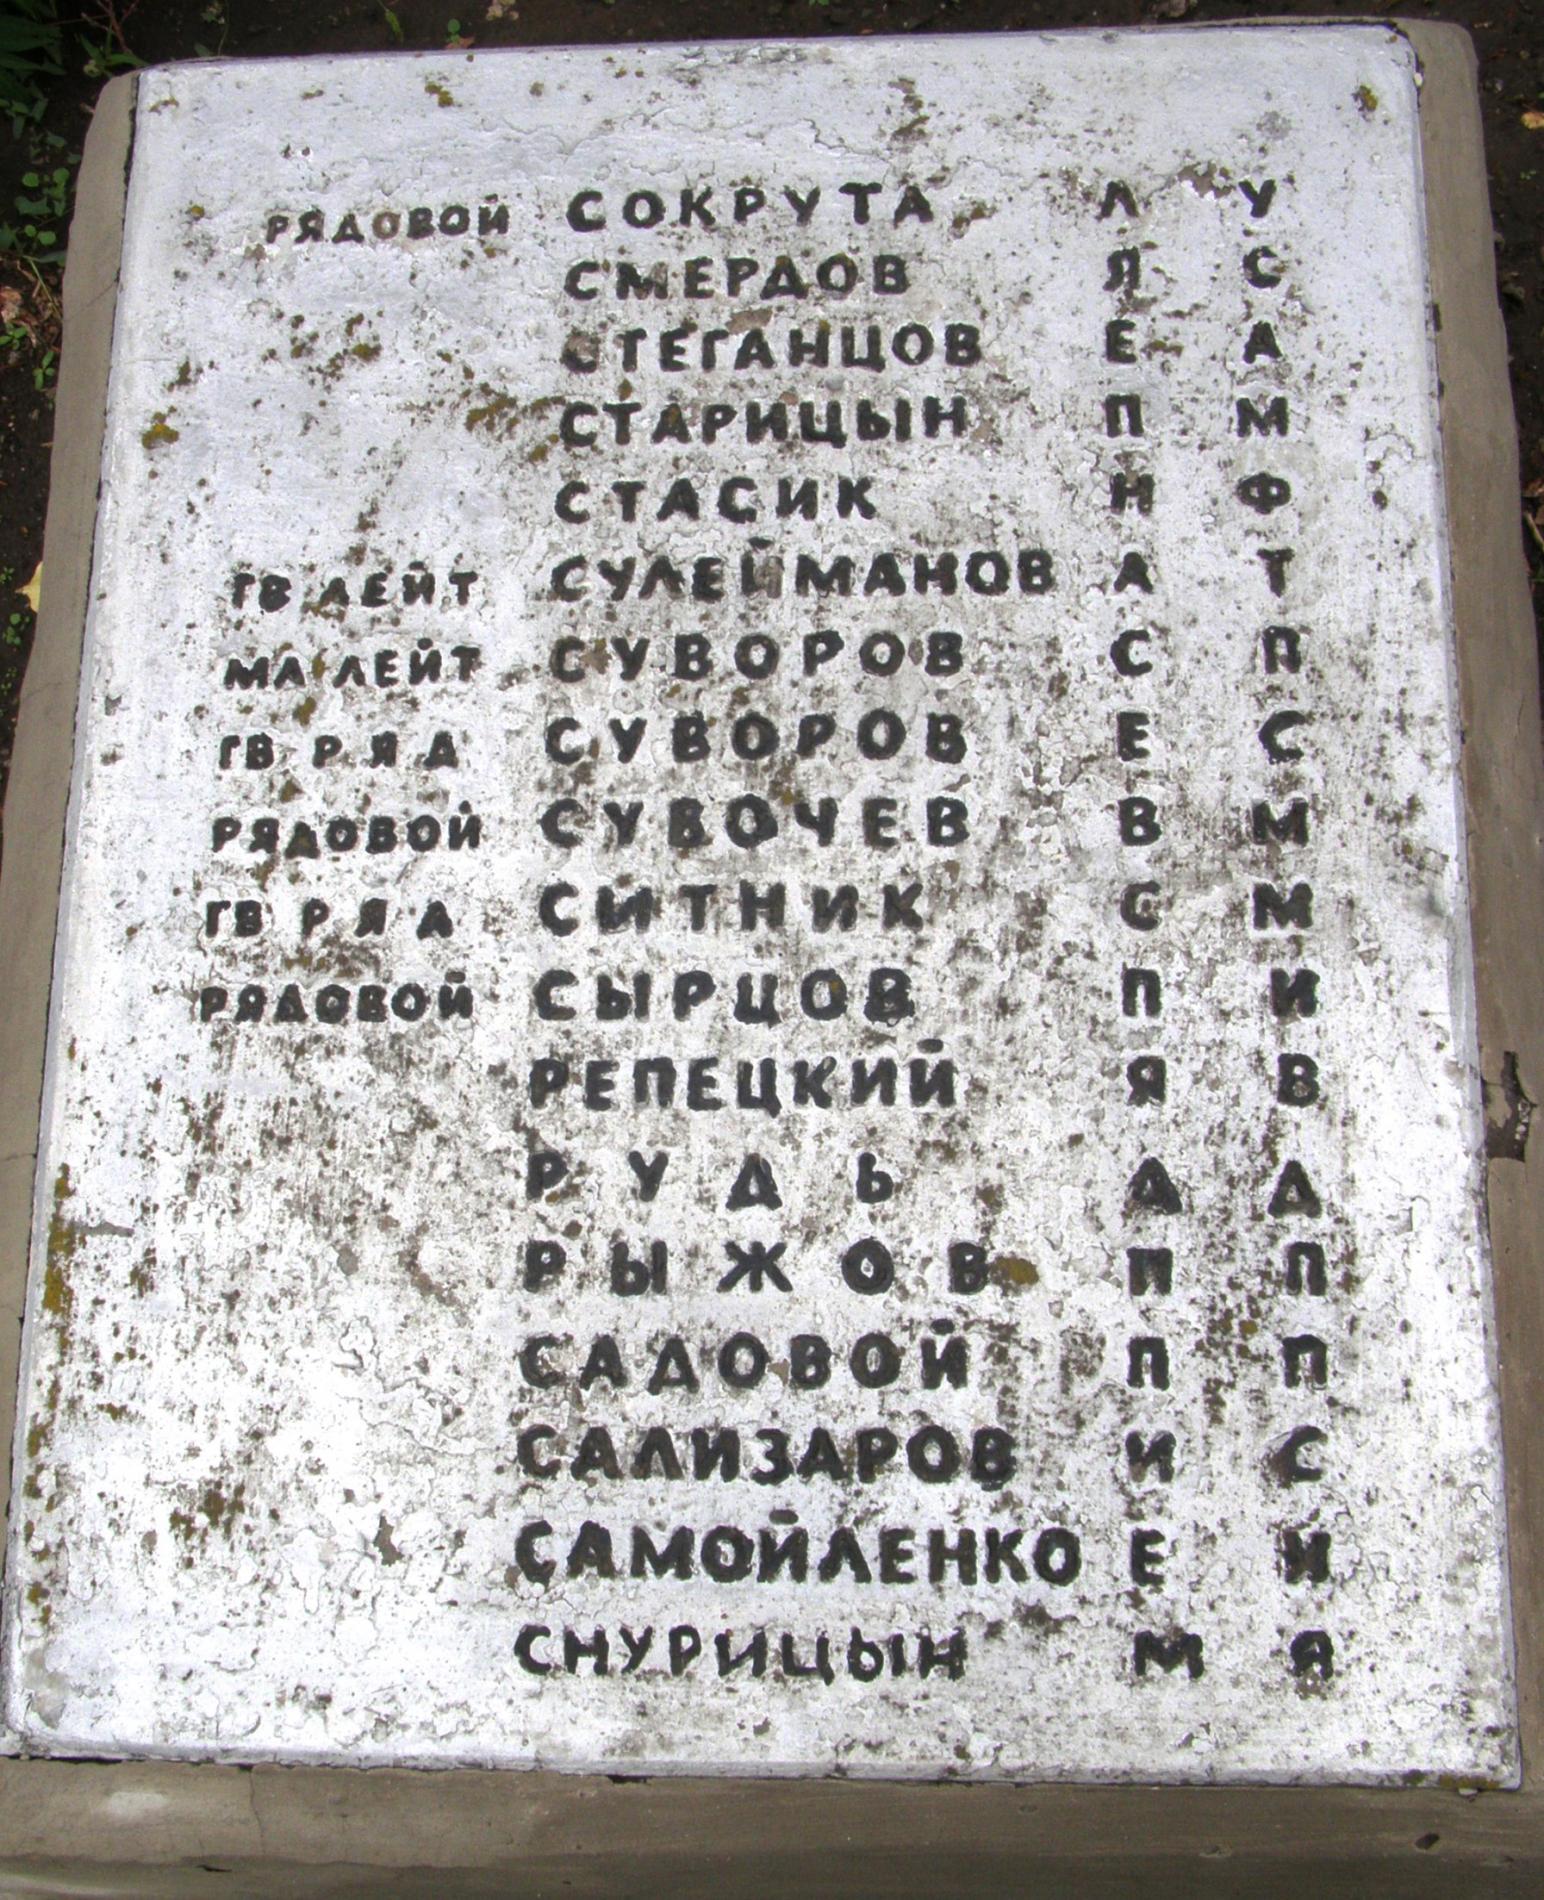 РЯДОВОЙ СОКРУТА Л У
СМЕРДОВ Я С
СТЕГАНЦОВ Е А
СТАРИЦЫН П М
СТАСИК Н Ф
ГВ ЛЕЙТ СУЛЕЙМАНОВ А Т
МЛ ЛЕЙТ СУВОРОВ С П
ГВ РЯД СУВОРОВ Е С
РЯДОВОЙ СУВОЧЕВ В М
ГВ РЯД СИТНИК С М
РЯДОВОЙ СЫРЦОВ П И
РЕПЕЦКИЙ Я В
РУДЬ Д Д
РЫЖОВ П П
САДОВОЙ П П
САЛИЗАРОВ И С
САМОЙЛЕНКО Е И
СНУРИЦЫН М Я